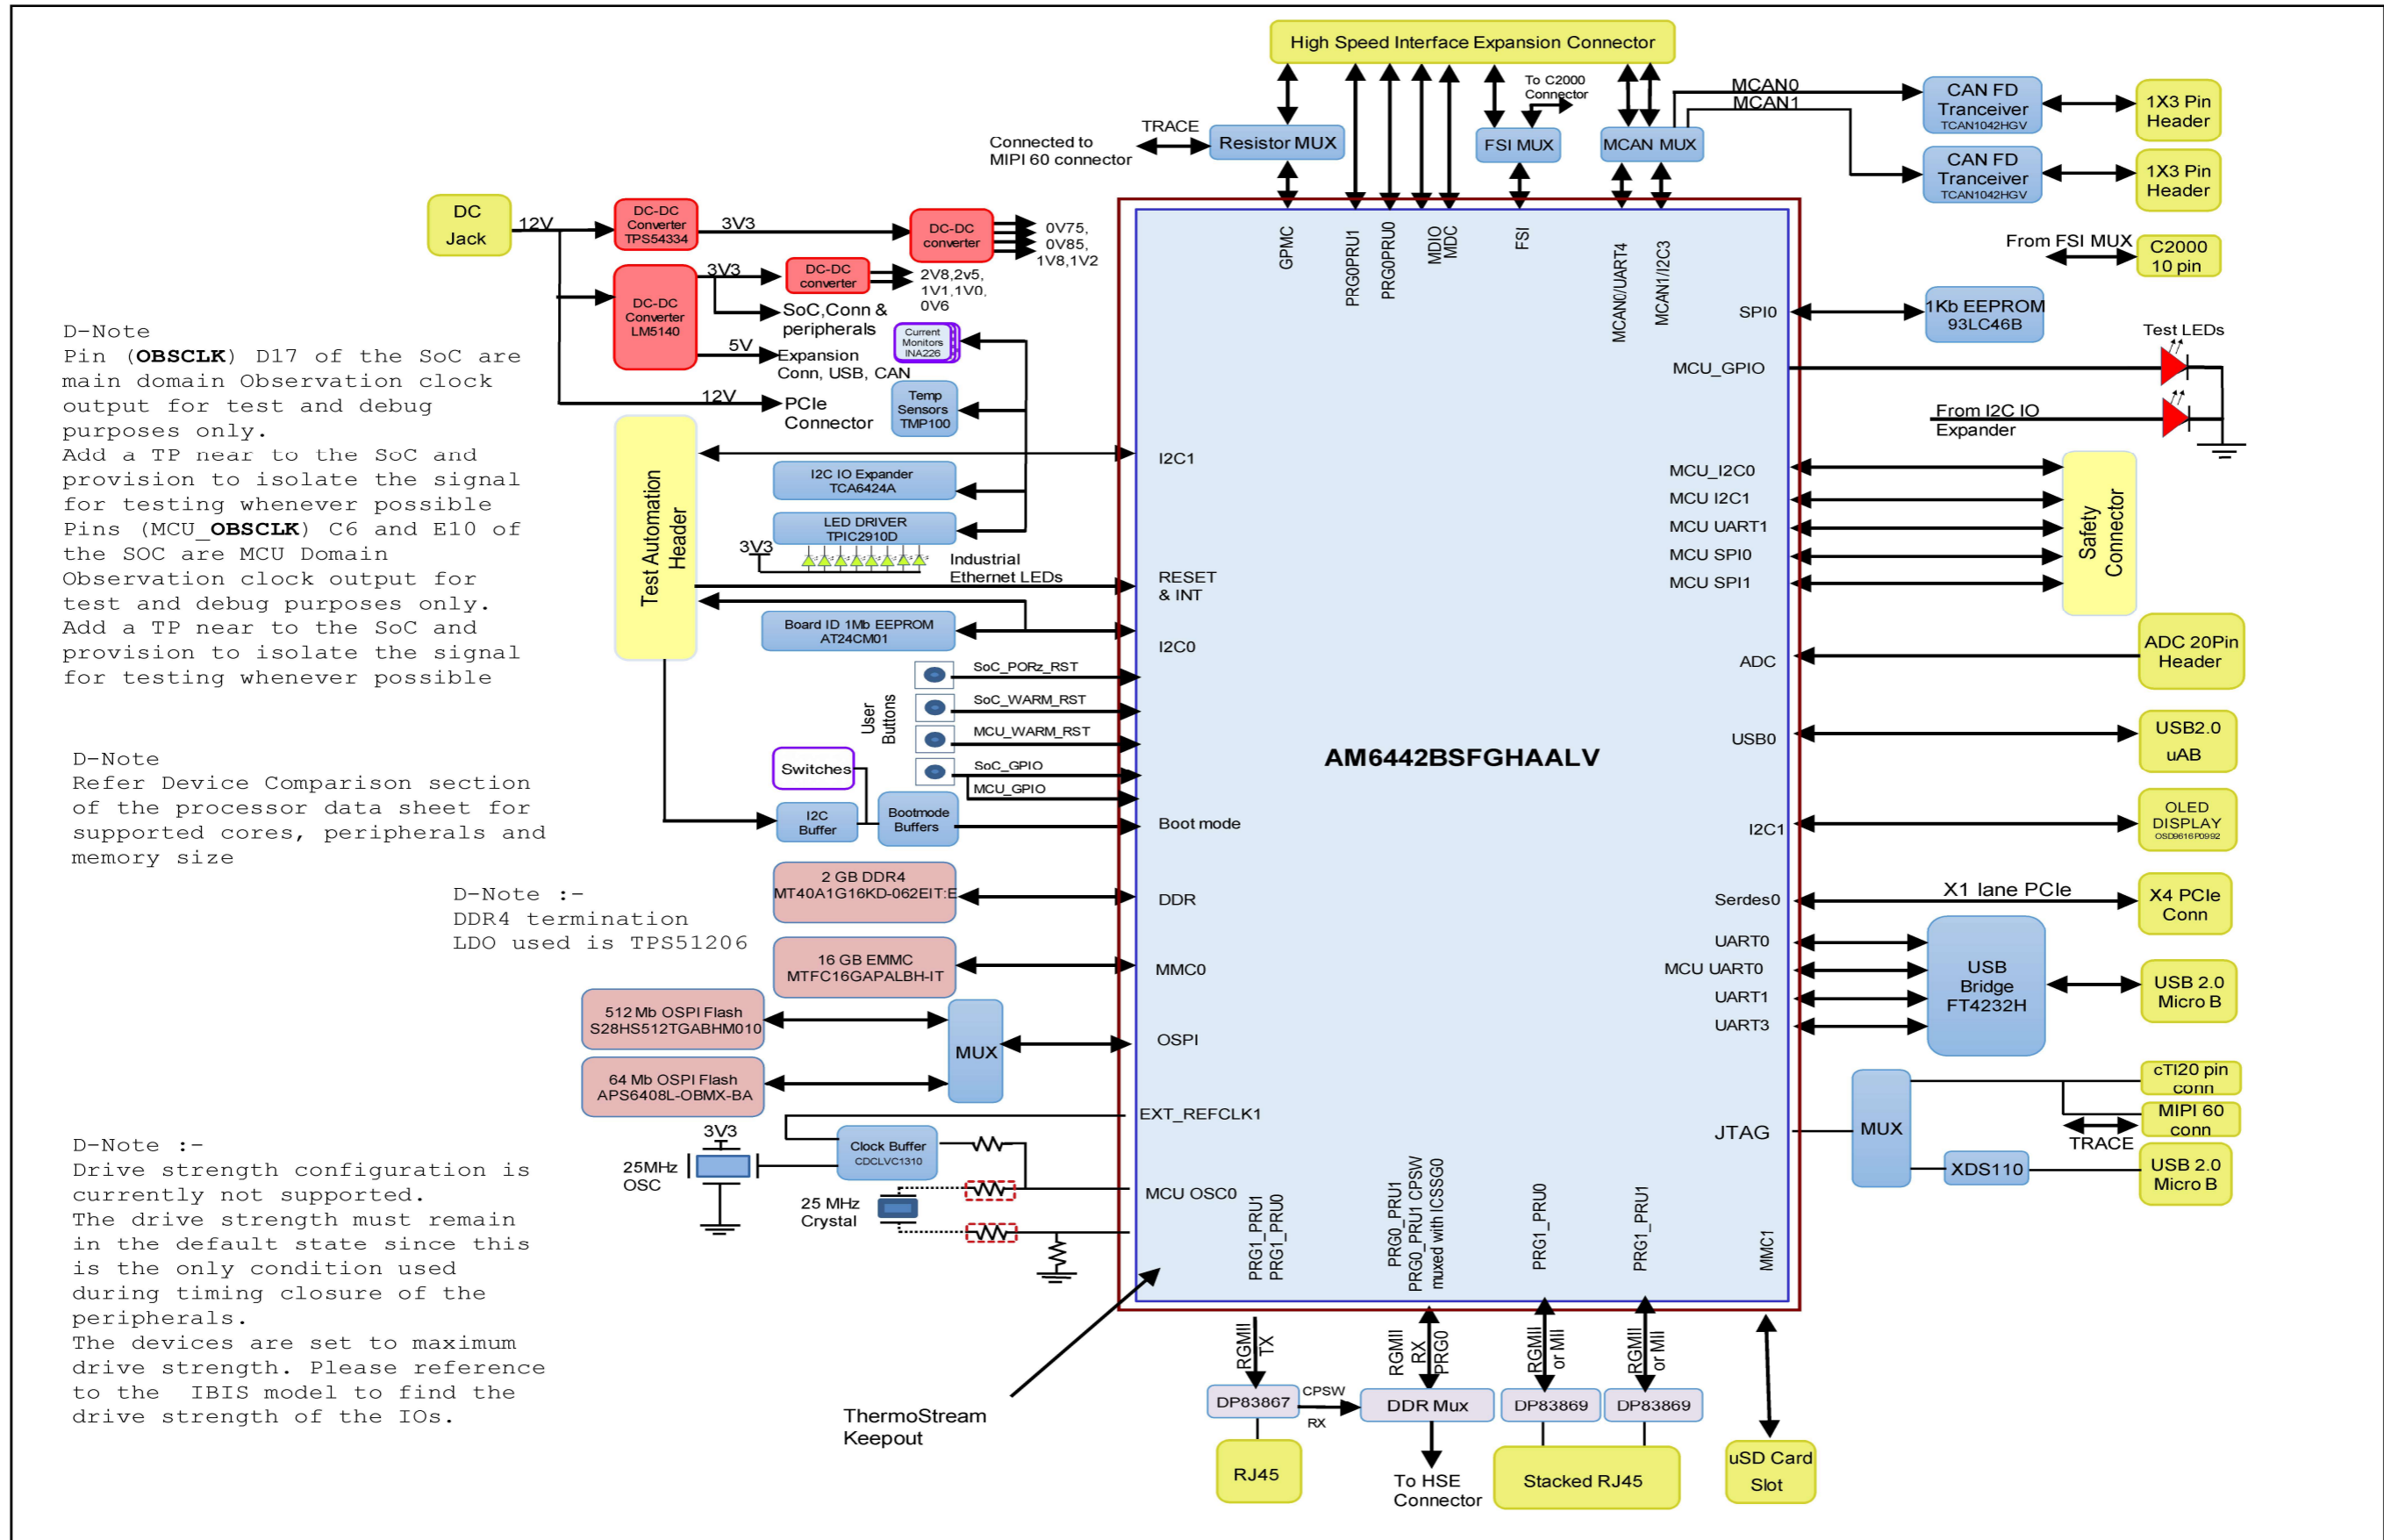 High Speed Interface Expansion Connector
To C2000
Connector
MCAN0
MCAN1
CAN FD
Tranceiver
TCAN1042HGV
1X3 Pin
Header
CAN FD
Tranceiver
TCAN1042HGV
1X3 Pin
Header
Connected to
MIPI 60 connector
TRACE
Resistor MUX
FSI MUX
MCAN MUX
From FSI MUX
C2000
10 pin
DC
Jack
12V
DC-DC
Converter
TPS54334
3V3
DC-DC
converter
0V75,
0V85,
1V8,1V2
DC-DC
Converter
LM5140
3V3
DC-DC
converter
2V8,2v5,
1V1,1V0,
0V6
SoC,Conn &
peripherals
5V
Expansion
Conn, USB, CAN
12V
PCIe
Connector
Current
Monitors
INA226
Temp
Sensors
TMP100
GPMC
PRG0PRU1
PRG0PRU0
MDIO
MDC
FSI
MCAN0/UART4
MCAN1/I2C3
SPI0
1Kb EEPROM
93LC46B
MCU_GPIO
Test LEDs
From I2C IO
Expander
D-Note
Pin (OBSCLK) D17 of the SoC are
main domain Observation clock
output for test and debug
purposes only.
Add a TP near to the SoC and
provision to isolate the signal
for testing whenever possible
Pins (MCU_OBSCLK) C6 and E10 of
the SOC are MCU Domain
Observation clock output for
test and debug purposes only.
Add a TP near to the SoC and
provision to isolate the signal
for testing whenever possible
Test Automation
Header
I2C1
I2C IO Expander
TCA6424A
LED DRIVER
TPIC2910D
3V3
Industrial
Ethernet LEDs
RESET
& INT
Board ID 1Mb EEPROM
AT24CM01
I2C0
MCU_I2C0
MCU I2C1
MCU UART1
MCU SPI0
MCU SPI1
Safety
Connector
ADC
ADC 20Pin
Header
User
Buttons
SoC_PORz_RST
SoC_WARM_RST
MCU_WARM_RST
SoC_GPIO
MCU_GPIO
AM6442BSFGHAALV
USB0
USB2.0
uAB
D-Note
Refer Device Comparison section
of the processor data sheet for
supported cores, peripherals and
memory size
Switches
I2C
Buffer
Bootmode
Buffers
Boot mode
I2C1
OLED
DISPLAY
OSD9616P0992
D-Note :-
DDR4 termination
LDO used is TPS51206
2 GB DDR4
MT40A1G16KD-062EIT:E
DDR
Serdes0
X1 lane PCIe
X4 PCIe
Conn
16 GB EMMC
MTFC16GAPALBH-IT
MMC0
UART0
MCU UART0
UART1
UART3
USB
Bridge
FT4232H
USB 2.0
Micro B
512 Mb OSPI Flash
S28HS512TGABHM010
64 Mb OSPI Flash
APS6408L-OBMX-BA
MUX
OSPI
EXT_REFCLK1
JTAG
MUX
cTI20 pin
conn
MIPI 60
conn
TRACE
XDS110
USB 2.0
Micro B
D-Note :-
Drive strength configuration is
currently not supported.
The drive strength must remain
in the default state since this
is the only condition used
during timing closure of the
peripherals.
The devices are set to maximum
drive strength. Please reference
to the  IBIS model to find the
drive strength of the IOs.
3V3
25MHz
OSC
Clock Buffer
CDCLVC1310
25 MHz
Crystal
MCU OSC0
PRG1_PRU1
PRG1_PRU0
PRG0_PRU1
PRG0_PRU1 CPSW
muxed with ICSSG0
PRG1_PRU0
PRG1_PRU1
MMC1
ThermoStream
Keepout
RGMII
TX
RGMII
RX
PRG0
RGMII
or MII
RGMII
or MII
DP83867
CPSW
RX
DDR Mux
DP83869
DP83869
RJ45
To HSE
Connector
Stacked RJ45
uSD Card
Slot